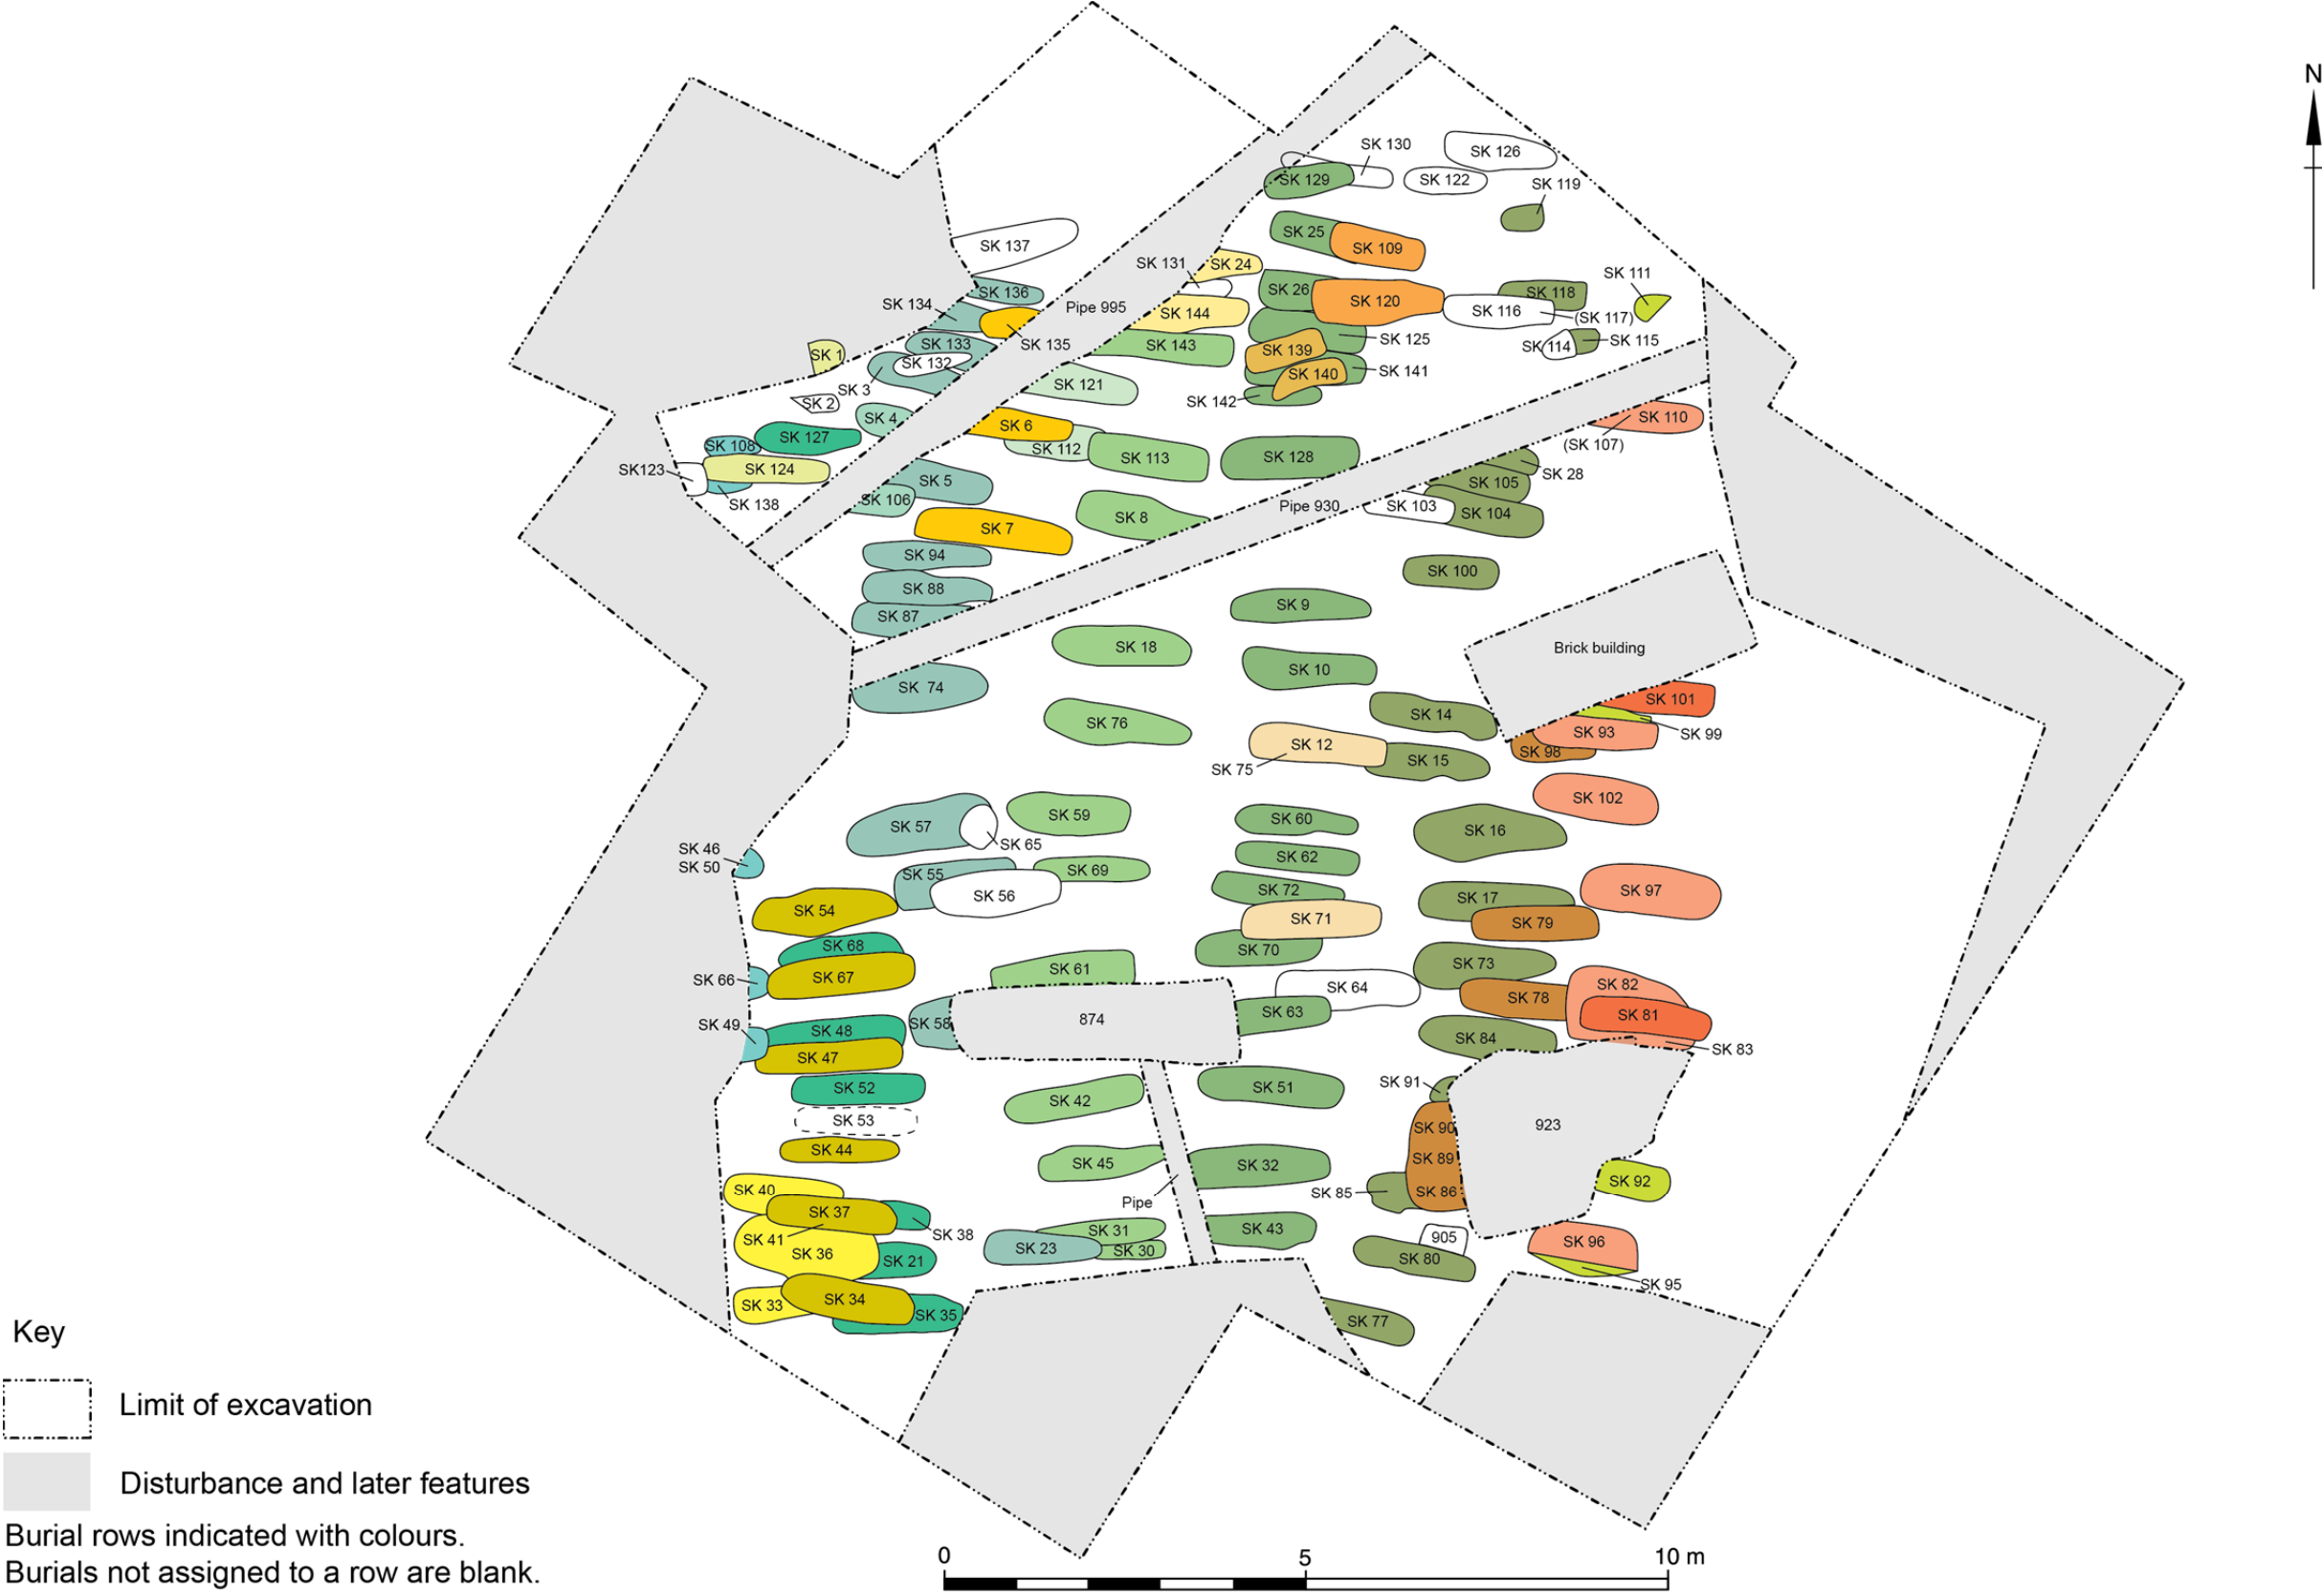 N
SK 130
SK 126
SK 129
SK 122
SK 119
SK 137
SK 25
SK 109
SK 131
SK 24
SK 111
SK 136
SK 26
SK 120
SK 118
SK 134
Pipe 995
SK 144
SK 116
(SK 117)
SK 135
SK 133
SK 143
SK 125
SK 1
SK 132
SK 139
SK 114
SK 115
SK 3
SK 121
SK 140
SK 141
SK 2
SK 142
SK 4
SK 6
SK 110
SK 108
SK 127
SK 112
SK 113
SK 128
(SK 107)
SK123
SK 124
SK 5
SK 28
SK 138
SK 106
SK 105
SK 7
SK 8
Pipe 930
SK 103
SK 104
SK 94
SK 100
SK 88
SK 9
SK 87
SK 18
Brick building
SK 10
SK 74
SK 101
SK 76
SK 14
SK 99
SK 12
SK 93
SK 75
SK 15
SK 98
SK 102
SK 57
SK 59
SK 60
SK 16
SK 46
SK 65
SK 50
SK 62
SK 55
SK 69
SK 72
SK 97
SK 56
SK 17
SK 54
SK 71
SK 79
SK 68
SK 70
SK 66
SK 67
SK 61
SK 73
SK 64
SK 82
SK 78
SK 49
SK 48
SK 58
874
SK 63
SK 81
SK 47
SK 84
SK 83
SK 52
SK 42
SK 51
SK 91
SK 53
923
SK 90
SK 44
SK 45
SK 32
SK 89
SK 40
SK 92
Pipe
SK 85
SK 86
SK 37
SK 38
SK 31
SK 43
SK 41
SK 36
SK 23
SK 30
905
SK 96
SK 21
SK 80
SK 95
SK 33
SK 34
SK 35
SK 77
Key
Limit of excavation
Disturbance and later features
Burial rows indicated with colours.
Burials not assigned to a row are blank.
0 5 10 m